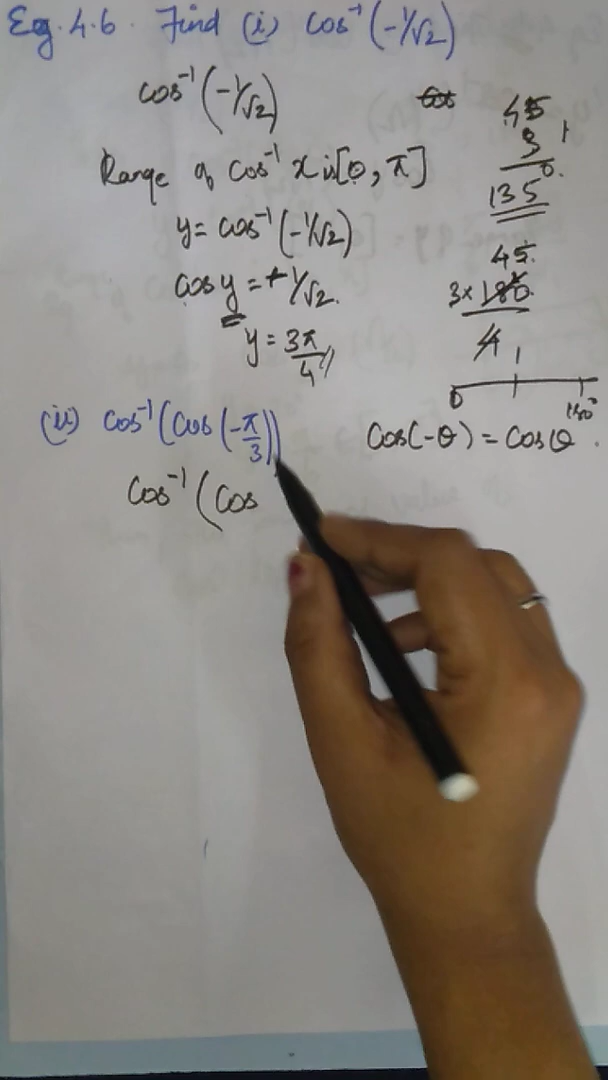 Eg. 4.6. Find (i) Cos⁻¹(-1/√2)
cos⁻¹(-1/√2)
Range of Cos⁻¹ x is [0, π]
y = cos⁻¹(-1/√2)
cos y = + 1/√2.
y = 3π/4 //
(ii) cos⁻¹(cos(-π/3))
Cos⁻¹(Cos
Cos
45
3
135
45.
3 × 180
4
0
180°
Cos(-θ) = Cosθ.